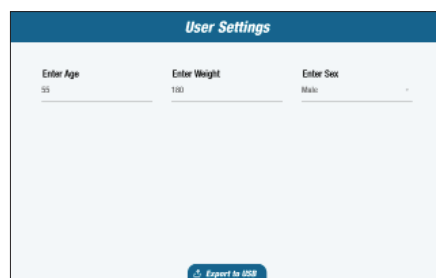 User Settings
Enter Age Enter Weight Enter Sex
55 180 Male
Export to USB